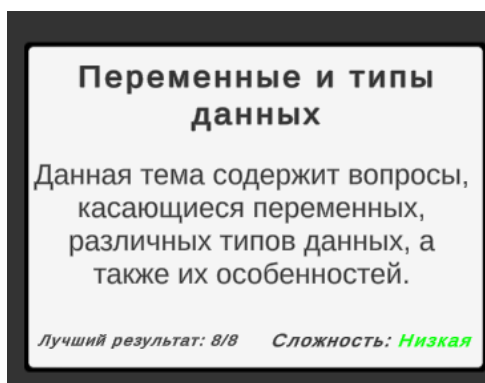 Переменные и типы
данных
Данная тема содержит вопросы,
касающиеся переменных,
различных типов данных, а
также их особенностей.
Лучший результат: 8/8 Сложность: Низкая